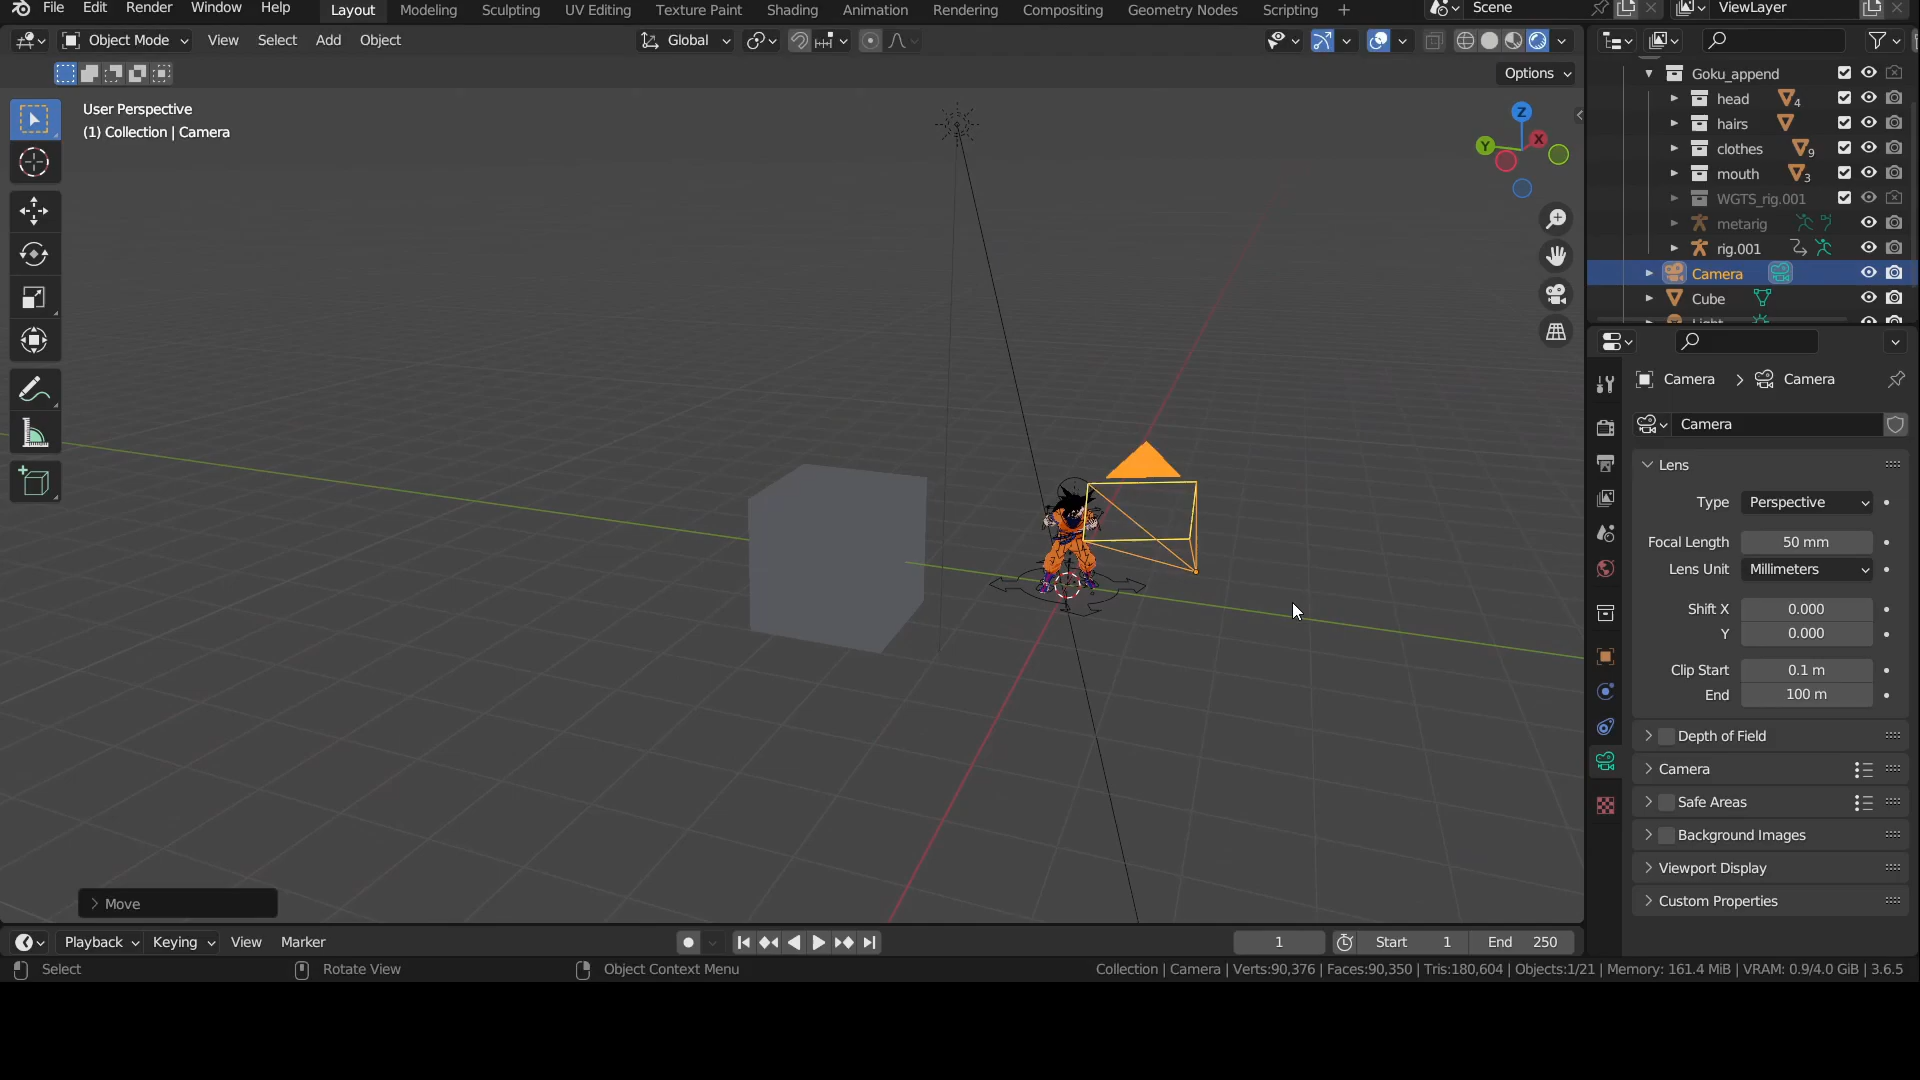 File Edit Render Window Help Layout Modeling Sculpting UV Editing Texture Paint Shading Animation Rendering Compositing Geometry Nodes Scripting + Scene ViewLayer
Object Mode View Select Add Object Global
Options
User Perspective
(1) Collection | Camera
Z
Y
X
Goku_append
head 4
hairs
clothes 9
mouth 3
WGTS_rig.001
metarig
rig.001
Camera
Cube
Camera > Camera
Camera
Lens
Type Perspective
Focal Length 50 mm
Lens Unit Millimeters
Shift X 0.000
Y 0.000
Clip Start 0.1 m
End 100 m
Depth of Field
Camera
Safe Areas
Background Images
Viewport Display
Custom Properties
Move
Playback Keying View Marker 1 Start 1 End 250
Select Rotate View Object Context Menu Collection | Camera | Verts:90,376 | Faces:90,350 | Tris:180,604 | Objects:1/21 | Memory: 161.4 MiB | VRAM: 0.9/4.0 GiB | 3.6.5